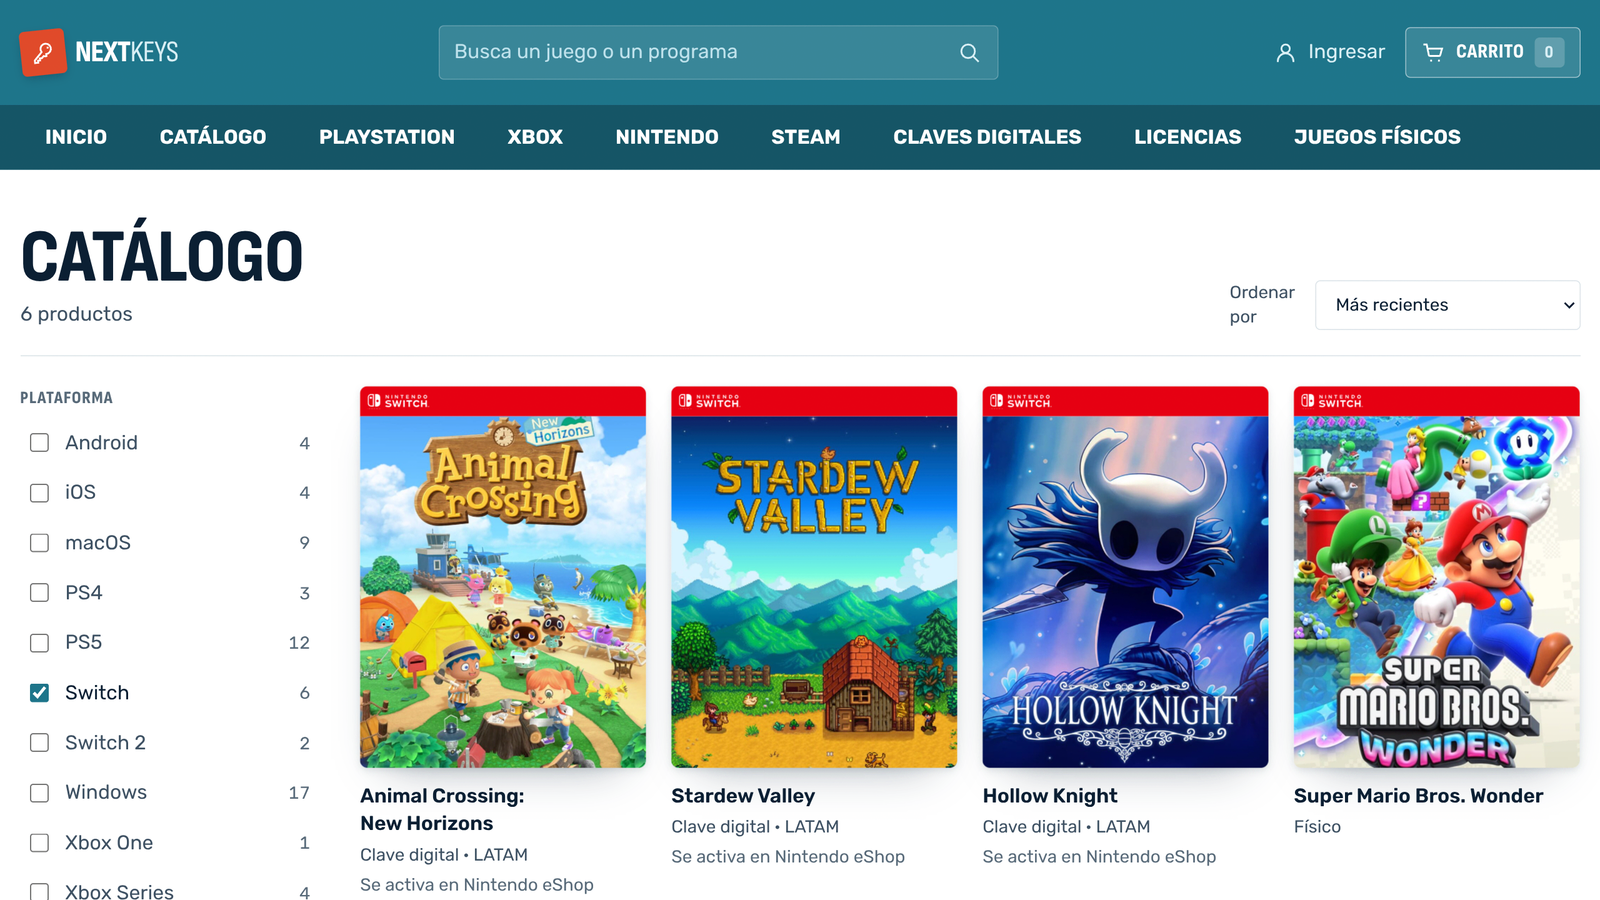 NEXTKEYS
Busca un juego o un programa
Ingresar
CARRITO 0
INICIO CATÁLOGO PLAYSTATION XBOX NINTENDO STEAM CLAVES DIGITALES LICENCIAS JUEGOS FÍSICOS
CATÁLOGO
6 productos
Ordenar
por
Más recientes
PLATAFORMA
Android 4
iOS 4
macOS 9
PS4 3
PS5 12
Switch 6
Switch 2 2
Windows 17
Xbox One 1
Xbox Series 4
NINTENDO
SWITCH
New
Horizons
Animal
Crossing
Animal Crossing:
New Horizons
Clave digital • LATAM
Se activa en Nintendo eShop
NINTENDO
SWITCH
STARDEW
VALLEY
Stardew Valley
Clave digital • LATAM
Se activa en Nintendo eShop
NINTENDO
SWITCH
HOLLOW KNIGHT
Hollow Knight
Clave digital • LATAM
Se activa en Nintendo eShop
NINTENDO
SWITCH
L
M
?
SUPER
MARIO BROS.
WONDER
Super Mario Bros. Wonder
Físico